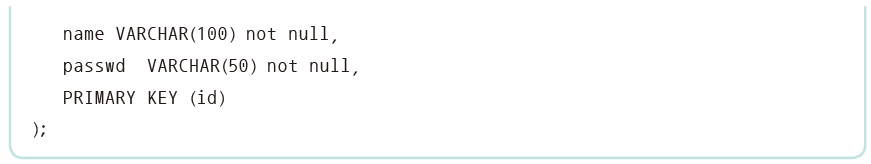 name VARCHAR(100) not null,
passwd  VARCHAR(50) not null,
PRIMARY KEY (id)
);